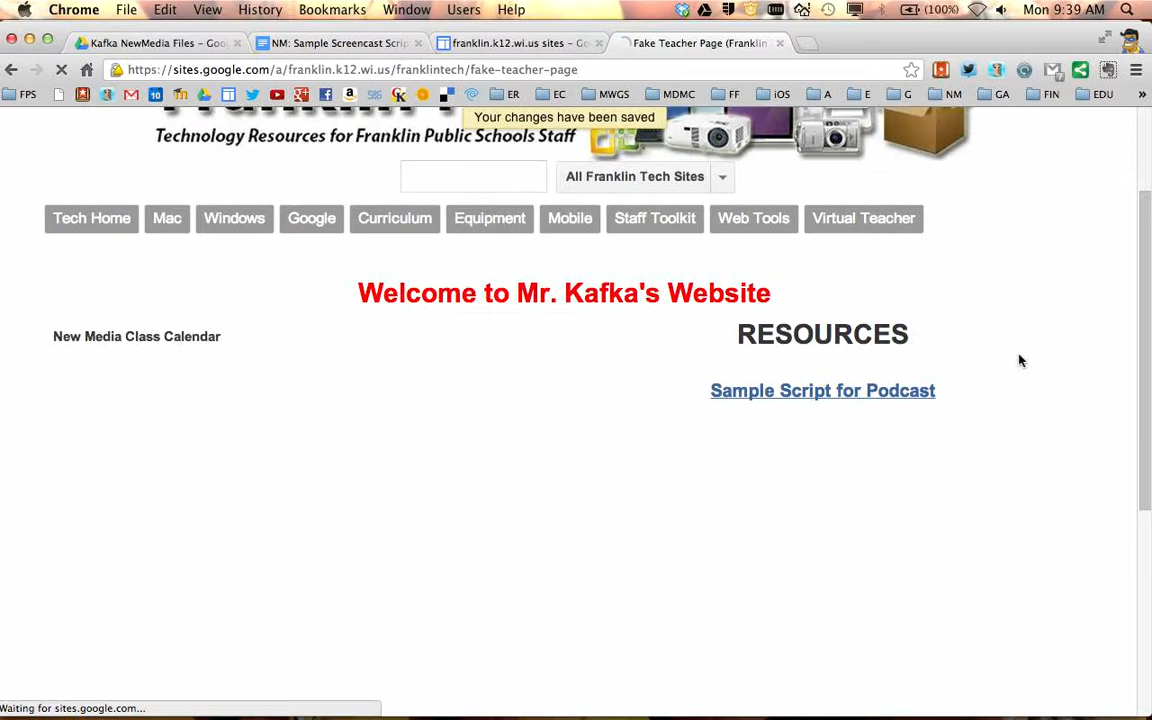 Chrome File Edit View History Bookmarks Window Users Help (100%) Mon 9:39 AM
Kafka NewMedia Files - Goo NM: Sample Screencast Scrip franklin.k12.wi.us sites - Go Fake Teacher Page (Franklin
https://sites.google.com/a/franklin.k12.wi.us/franklintech/fake-teacher-page
FPS 10 ER EC MWGS MDMC FF iOS A E G NM GA FIN EDU »
Your changes have been saved
Technology Resources for Franklin Public Schools Staff
All Franklin Tech Sites
Tech Home Mac Windows Google Curriculum Equipment Mobile Staff Toolkit Web Tools Virtual Teacher
Welcome to Mr. Kafka's Website
New Media Class Calendar
RESOURCES
Sample Script for Podcast
Waiting for sites.google.com...